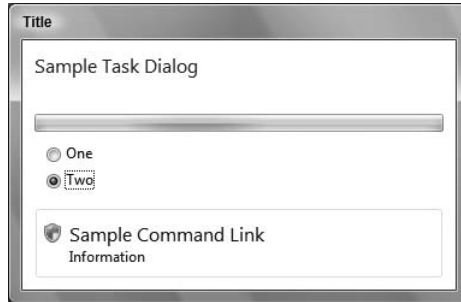 Title
Sample Task Dialog
One
Two
Sample Command Link
Information